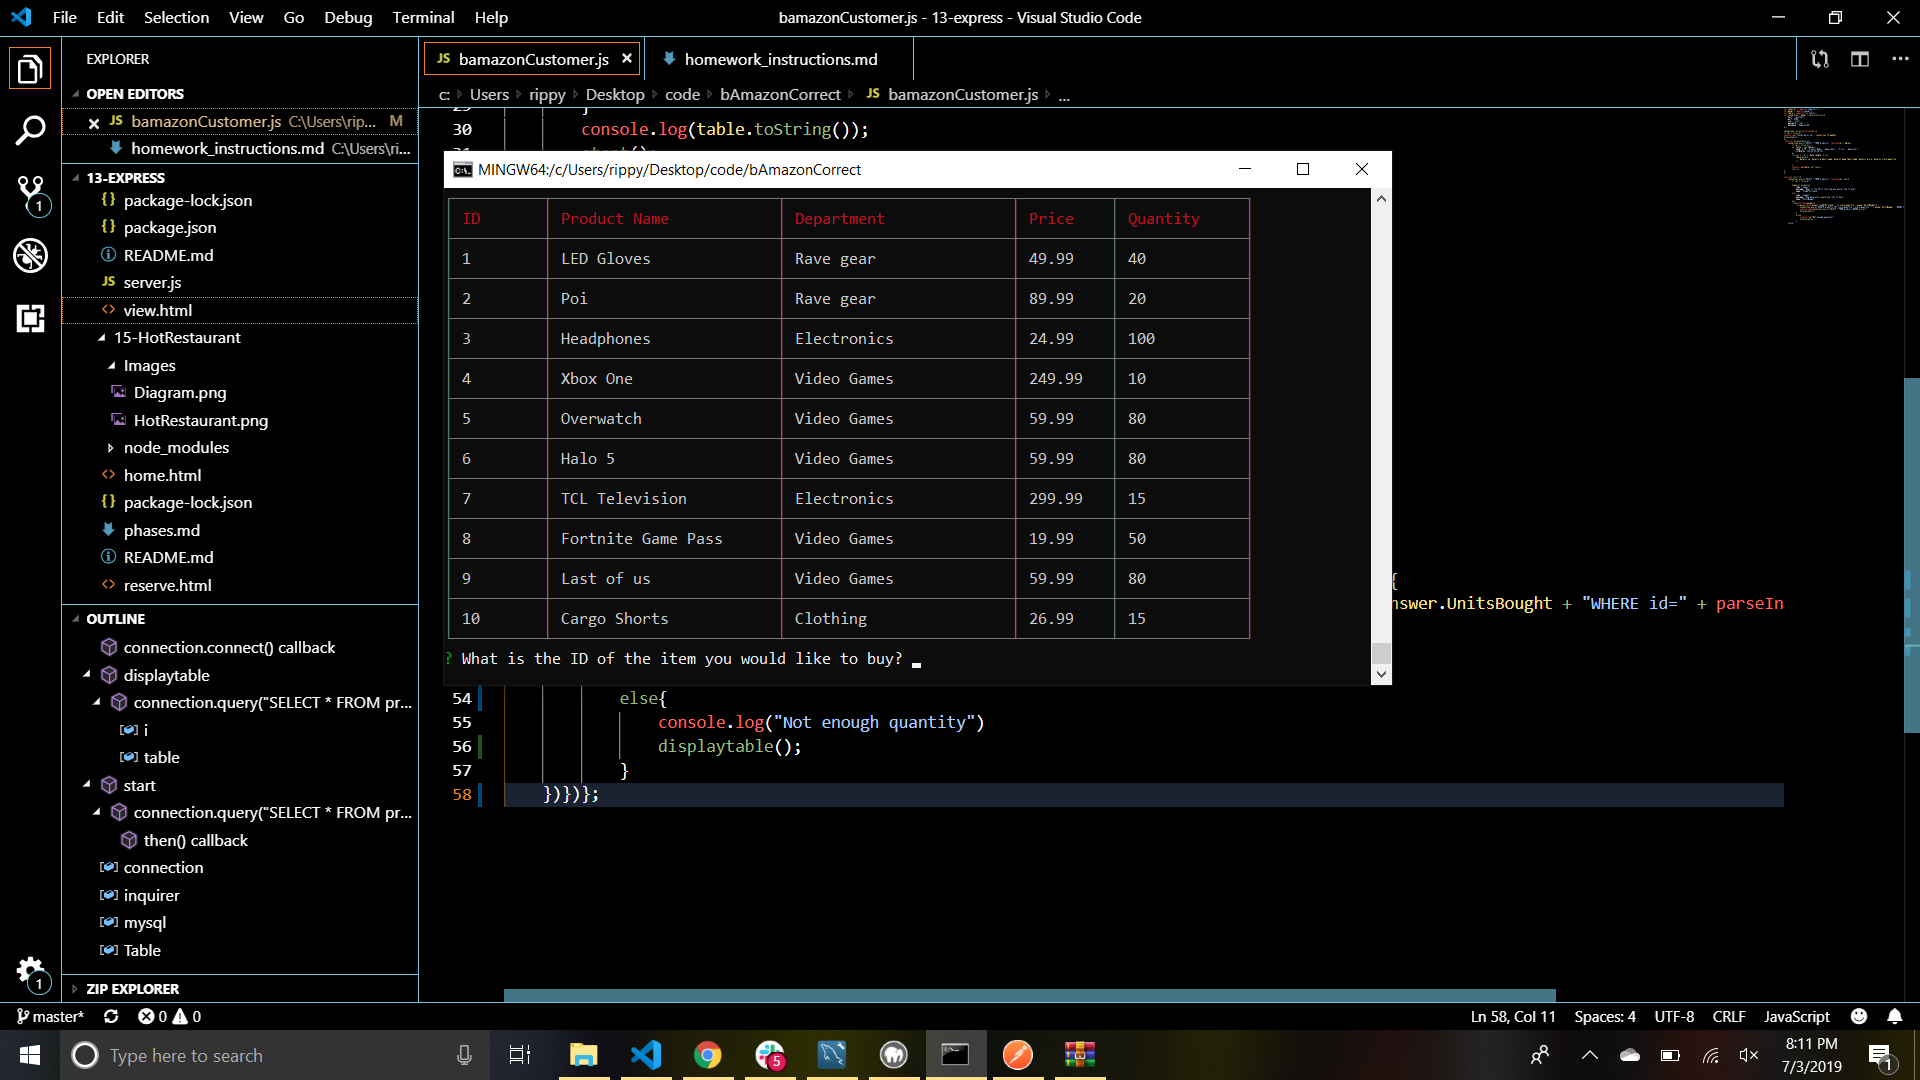 File Edit Selection View Go Debug Terminal Help
bamazonCustomer.js - 13-express - Visual Studio Code
EXPLORER
OPEN EDITORS
bamazonCustomer.js C:\Users\rip... M
homework_instructions.md C:\Users\ri...
13-EXPRESS
package-lock.json
package.json
README.md
server.js
view.html
15-HotRestaurant
Images
Diagram.png
HotRestaurant.png
node_modules
home.html
package-lock.json
phases.md
README.md
reserve.html
OUTLINE
connection.connect() callback
displaytable
connection.query("SELECT * FROM pr...
i
table
start
connection.query("SELECT * FROM pr...
then() callback
connection
inquirer
mysql
Table
ZIP EXPLORER
1
1
JS bamazonCustomer.js
homework_instructions.md
c: Users rippy Desktop code bAmazonCorrect JS bamazonCustomer.js ...
30 console.log(table.toString());
MINGW64:/c/Users/rippy/Desktop/code/bAmazonCorrect
ID Product Name Department Price Quantity
1 LED Gloves Rave gear 49.99 40
2 Poi Rave gear 89.99 20
3 Headphones Electronics 24.99 100
4 Xbox One Video Games 249.99 10
5 Overwatch Video Games 59.99 80
6 Halo 5 Video Games 59.99 80
7 TCL Television Electronics 299.99 15
8 Fortnite Game Pass Video Games 19.99 50
9 Last of us Video Games 59.99 80
10 Cargo Shorts Clothing 26.99 15
? What is the ID of the item you would like to buy?
{
nswer.UnitsBought + "WHERE id=" + parseIn
54 else{
55 console.log("Not enough quantity")
56 displaytable();
57 }
58 })})};
master* 0 0
Ln 58, Col 11 Spaces: 4 UTF-8 CRLF JavaScript
Type here to search
5
8:11 PM
7/3/2019
1